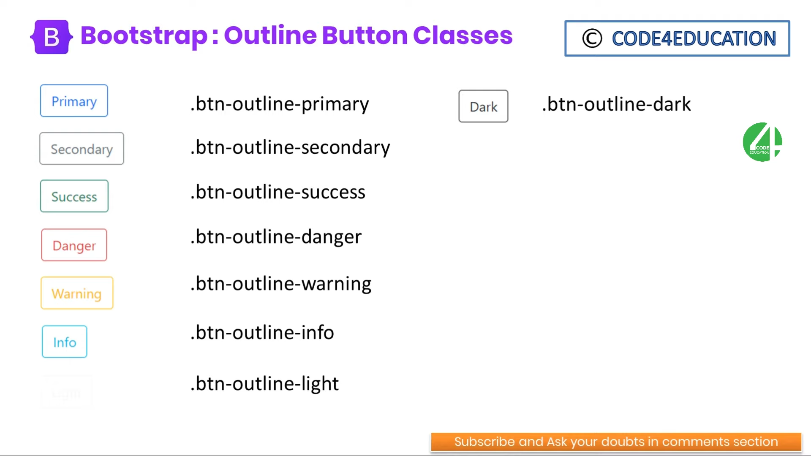 B Bootstrap : Outline Button Classes
© CODE4EDUCATION
Primary .btn-outline-primary
Secondary .btn-outline-secondary
Success .btn-outline-success
Danger .btn-outline-danger
Warning .btn-outline-warning
Info .btn-outline-info
Light .btn-outline-light
Dark .btn-outline-dark
4
CODE
EDUCATION
Subscribe and Ask your doubts in comments section